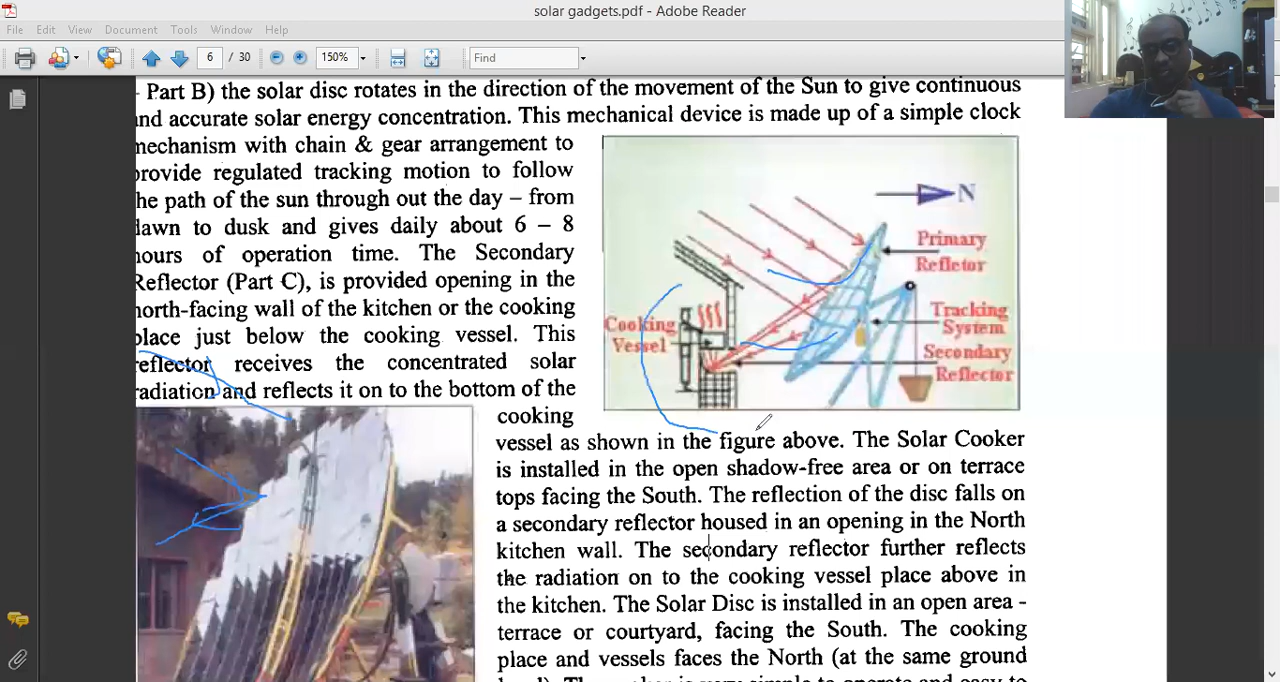 solar gadgets.pdf - Adobe Reader
File Edit View Document Tools Window Help
6 / 30 150% Find
- Part B) the solar disc rotates in the direction of the movement of the Sun to give continuous
and accurate solar energy concentration. This mechanical device is made up of a simple clock
mechanism with chain & gear arrangement to
provide regulated tracking motion to follow
the path of the sun through out the day – from
dawn to dusk and gives daily about 6 – 8
hours of operation time. The Secondary
Reflector (Part C), is provided opening in the
north-facing wall of the kitchen or the cooking
place just below the cooking vessel. This
reflector receives the concentrated solar
radiation and reflects it on to the bottom of the
cooking
N
Primary
Refletor
Tracking
System
Secondary
Reflector
Cooking
Vessel
vessel as shown in the figure above. The Solar Cooker
is installed in the open shadow-free area or on terrace
tops facing the South. The reflection of the disc falls on
a secondary reflector housed in an opening in the North
kitchen wall. The secondary reflector further reflects
the radiation on to the cooking vessel place above in
the kitchen. The Solar Disc is installed in an open area -
terrace or courtyard, facing the South. The cooking
place and vessels faces the North (at the same ground